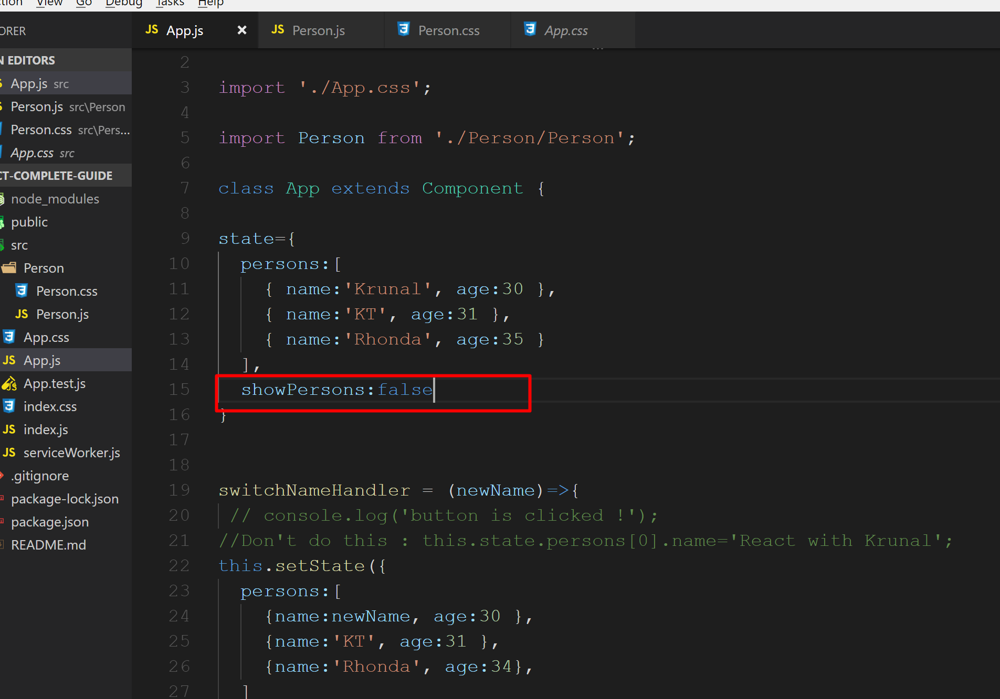 View Go Debug Tasks Help
App.js Person.js Person.css App.css
EDITORS
App.js src
Person.js src\Person
Person.css src\Pers...
App.css src
CT-COMPLETE-GUIDE
node_modules
public
src
Person
Person.css
Person.js
App.css
App.js
App.test.js
index.css
index.js
serviceWorker.js
.gitignore
package-lock.json
package.json
README.md
2
3 import './App.css';
4
5 import Person from './Person/Person';
6
7 class App extends Component {
8
9 state={
10 persons:[
11 { name:'Krunal', age:30 },
12 { name:'KT', age:31 },
13 { name:'Rhonda', age:35 }
14 ],
15 showPersons:false
16 }
17
18
19 switchNameHandler = (newName)=>{
20 // console.log('button is clicked !');
21 //Don't do this : this.state.persons[0].name='React with Krunal';
22 this.setState({
23 persons:[
24 {name:newName, age:30 },
25 {name:'KT', age:31 },
26 {name:'Rhonda', age:34},
27 ]